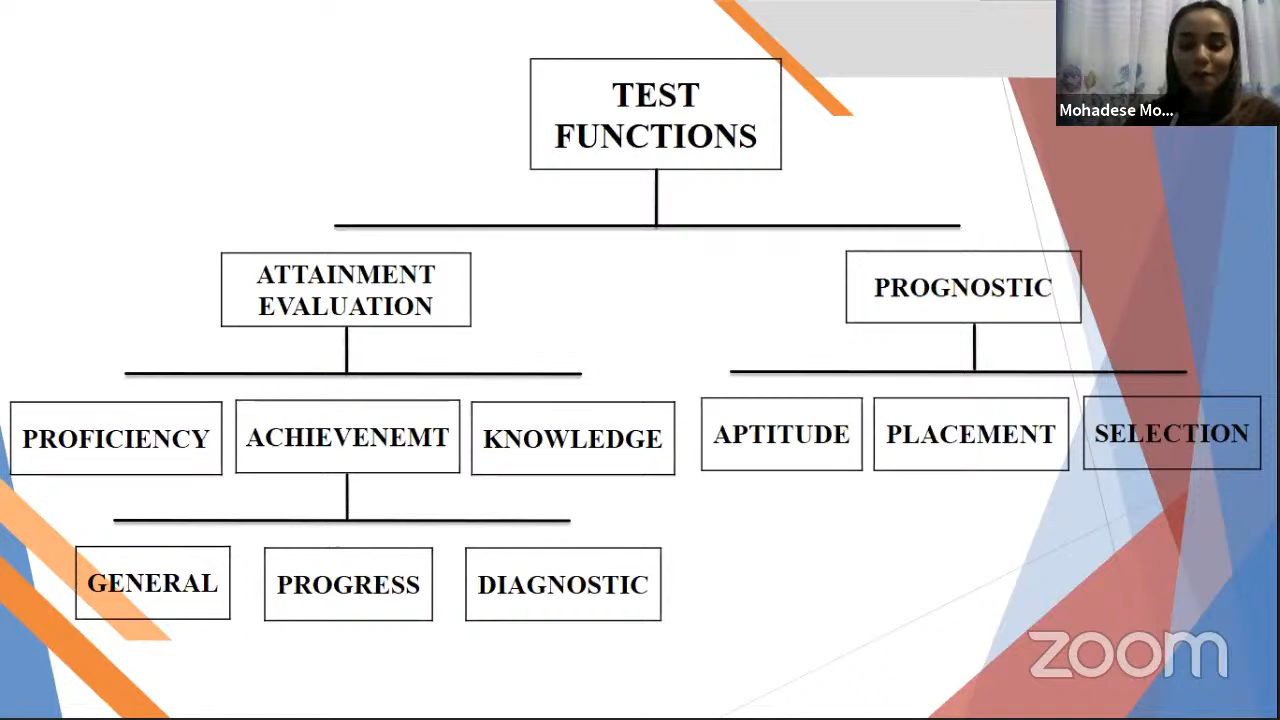 TEST
FUNCTIONS
Mohadese Mo...
ATTAINMENT
EVALUATION
PROGNOSTIC
PROFICIENCY
ACHIEVENEMT
KNOWLEDGE
APTITUDE
PLACEMENT
SELECTION
GENERAL
PROGRESS
DIAGNOSTIC
zoom